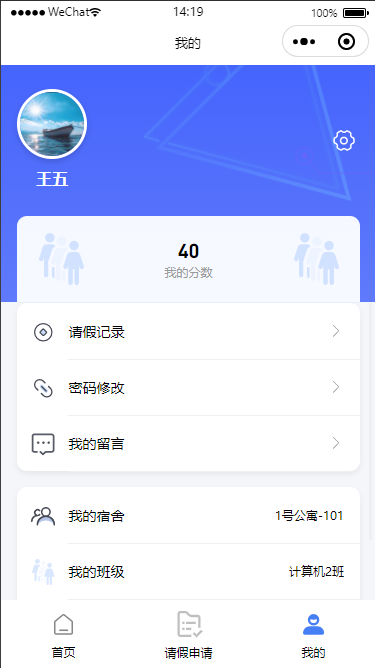 WeChat 14:19 100%
我的
王五
40
我的分数
请假记录
密码修改
我的留言
我的宿舍 1号公寓-101
我的班级 计算机2班
首页 请假申请 我的